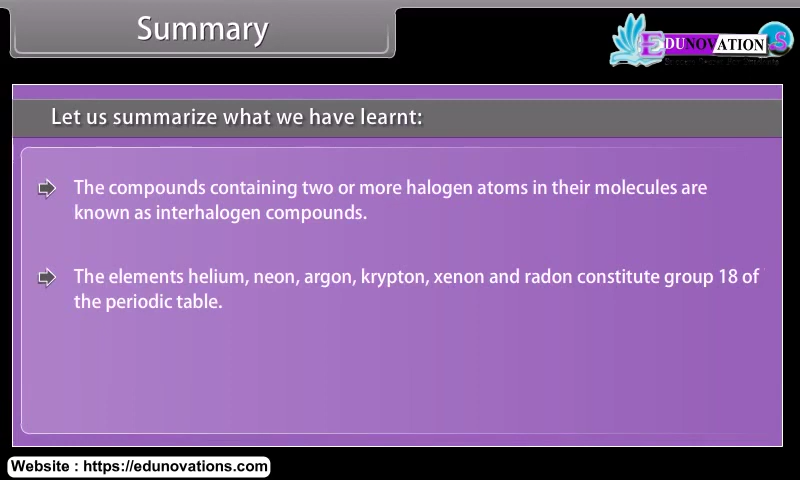 Summary
EDUNOVATION.S
Let us summarize what we have learnt:
The compounds containing two or more halogen atoms in their molecules are
known as interhalogen compounds.
The elements helium, neon, argon, krypton, xenon and radon constitute group 18 of
the periodic table.
Website : https://edunovations.com